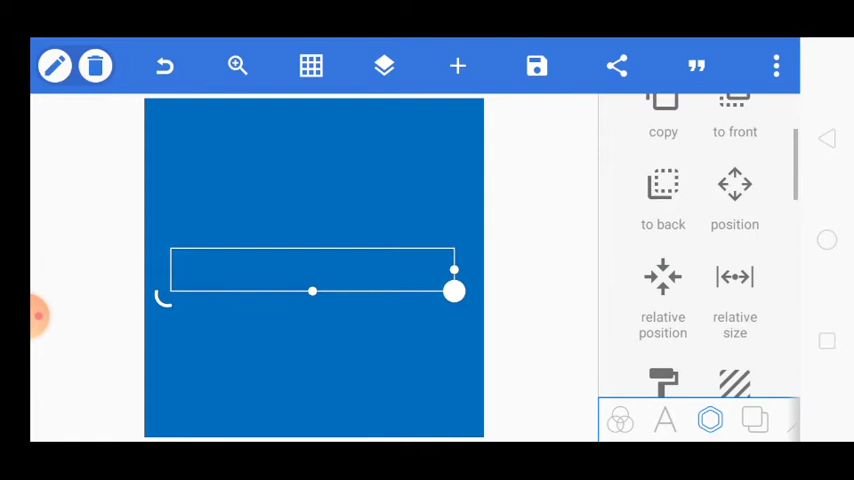 copy
to front
to back
position
relative
position
relative
size